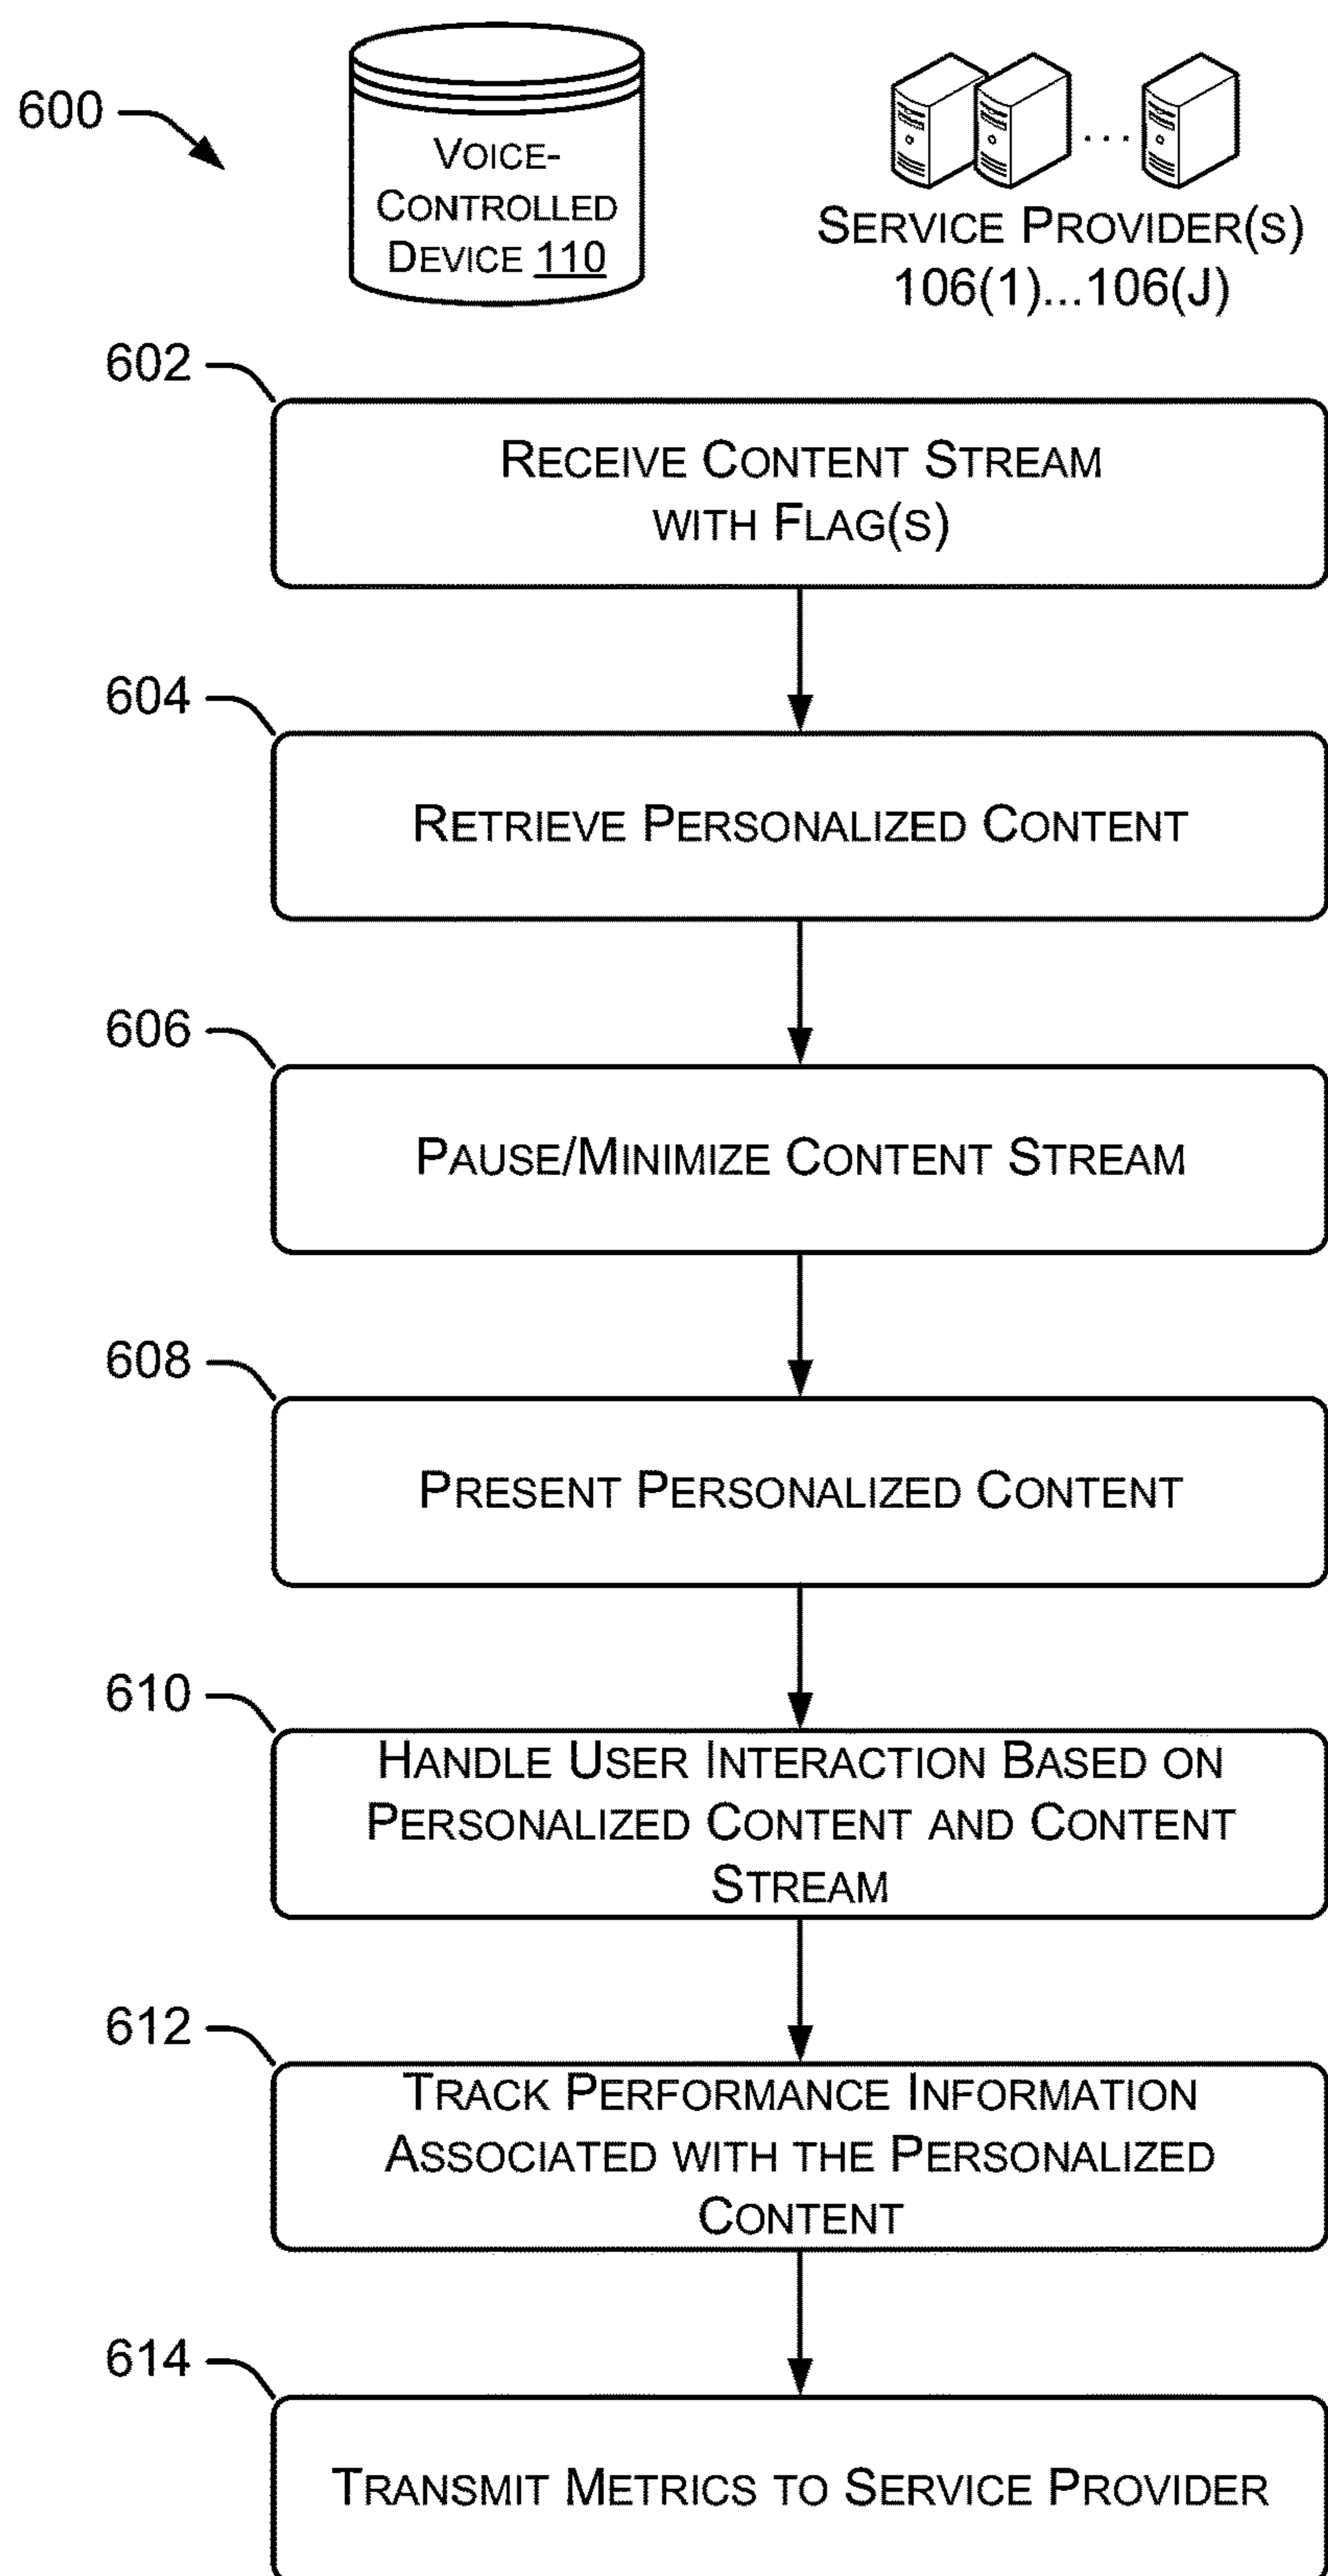 600
VOICE-
CONTROLLED
DEVICE 110
...
SERVICE PROVIDER(S)
106(1)...106(J)
602
RECEIVE CONTENT STREAM
WITH FLAG(S)
604
RETRIEVE PERSONALIZED CONTENT
606
PAUSE/MINIMIZE CONTENT STREAM
608
PRESENT PERSONALIZED CONTENT
610
HANDLE USER INTERACTION BASED ON
PERSONALIZED CONTENT AND CONTENT
STREAM
612
TRACK PERFORMANCE INFORMATION
ASSOCIATED WITH THE PERSONALIZED
CONTENT
614
TRANSMIT METRICS TO SERVICE PROVIDER